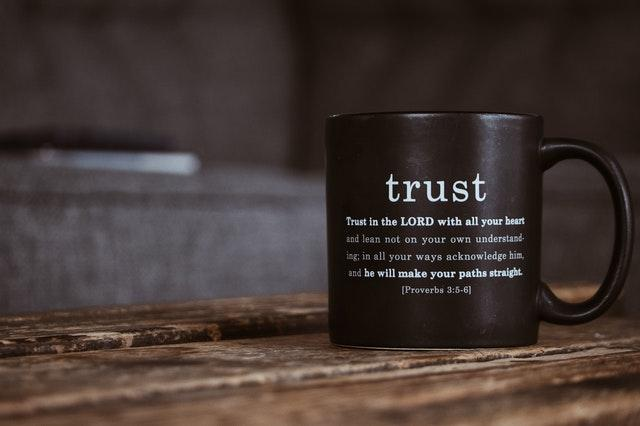 trust
Trust in the LORD with all your heart
and lean not on your own understand-
ing; in all your ways acknowledge him,
and he will make your paths straight.
[Proverbs 3:5-6]